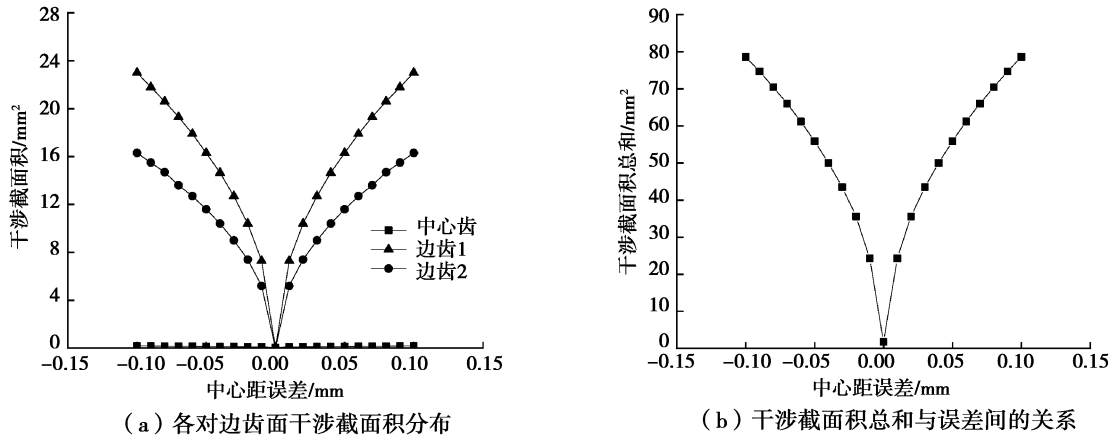 28
24
20
16
12
8
4
0
干涉截面积/mm²
中心齿
边齿1
边齿2
-0.15 -0.10 -0.05 0.00 0.05 0.10 0.15
中心距误差/mm
（a）各对边齿面干涉截面积分布
90
80
70
60
50
40
30
20
10
0
干涉截面积总和/mm²
-0.15 -0.10 -0.05 0.00 0.05 0.10 0.15
中心距误差/mm
（b）干涉截面积总和与误差间的关系